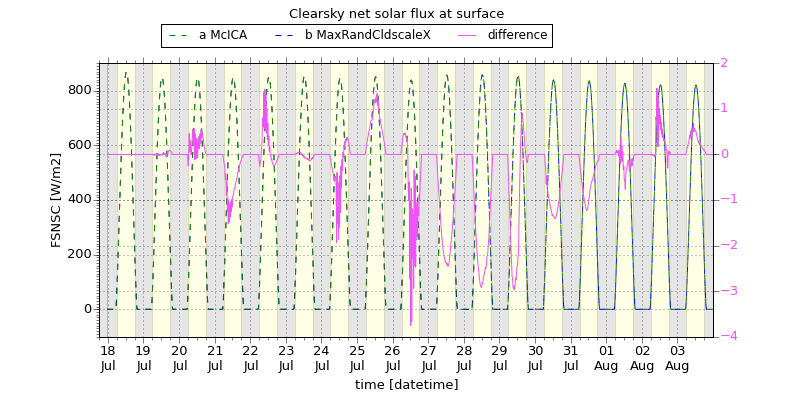 Clearsky net solar flux at surface
a McICA b MaxRandCldscaleX difference
FSNSC [W/m2]
800
600
400
200
0
2
1
0
−1
−2
−3
−4
18 19 20 21 22 23 24 25 26 27 28 29 30 31 01 02 03
Jul Jul Jul Jul Jul Jul Jul Jul Jul Jul Jul Jul Jul Jul Aug Aug Aug
time [datetime]